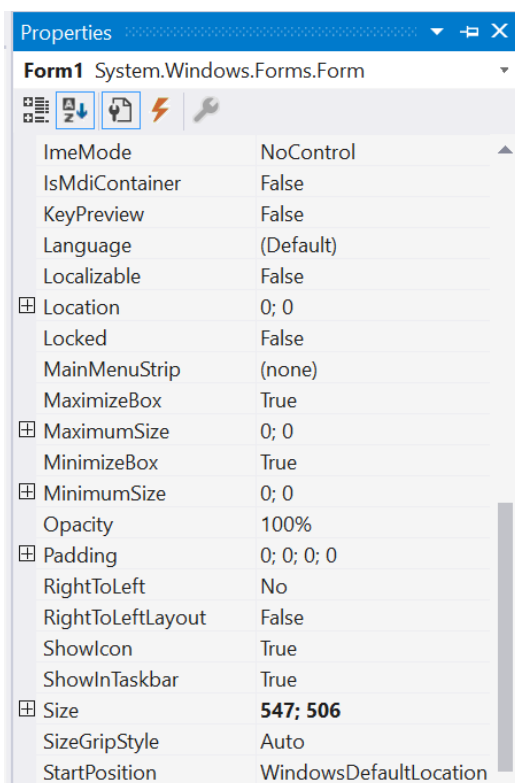 Properties
Form1 System.Windows.Forms.Form
ImeMode NoControl
IsMdiContainer False
KeyPreview False
Language (Default)
Localizable False
Location 0; 0
Locked False
MainMenuStrip (none)
MaximizeBox True
MaximumSize 0; 0
MinimizeBox True
MinimumSize 0; 0
Opacity 100%
Padding 0; 0; 0; 0
RightToLeft No
RightToLeftLayout False
ShowIcon True
ShowInTaskbar True
Size 547; 506
SizeGripStyle Auto
StartPosition WindowsDefaultLocation